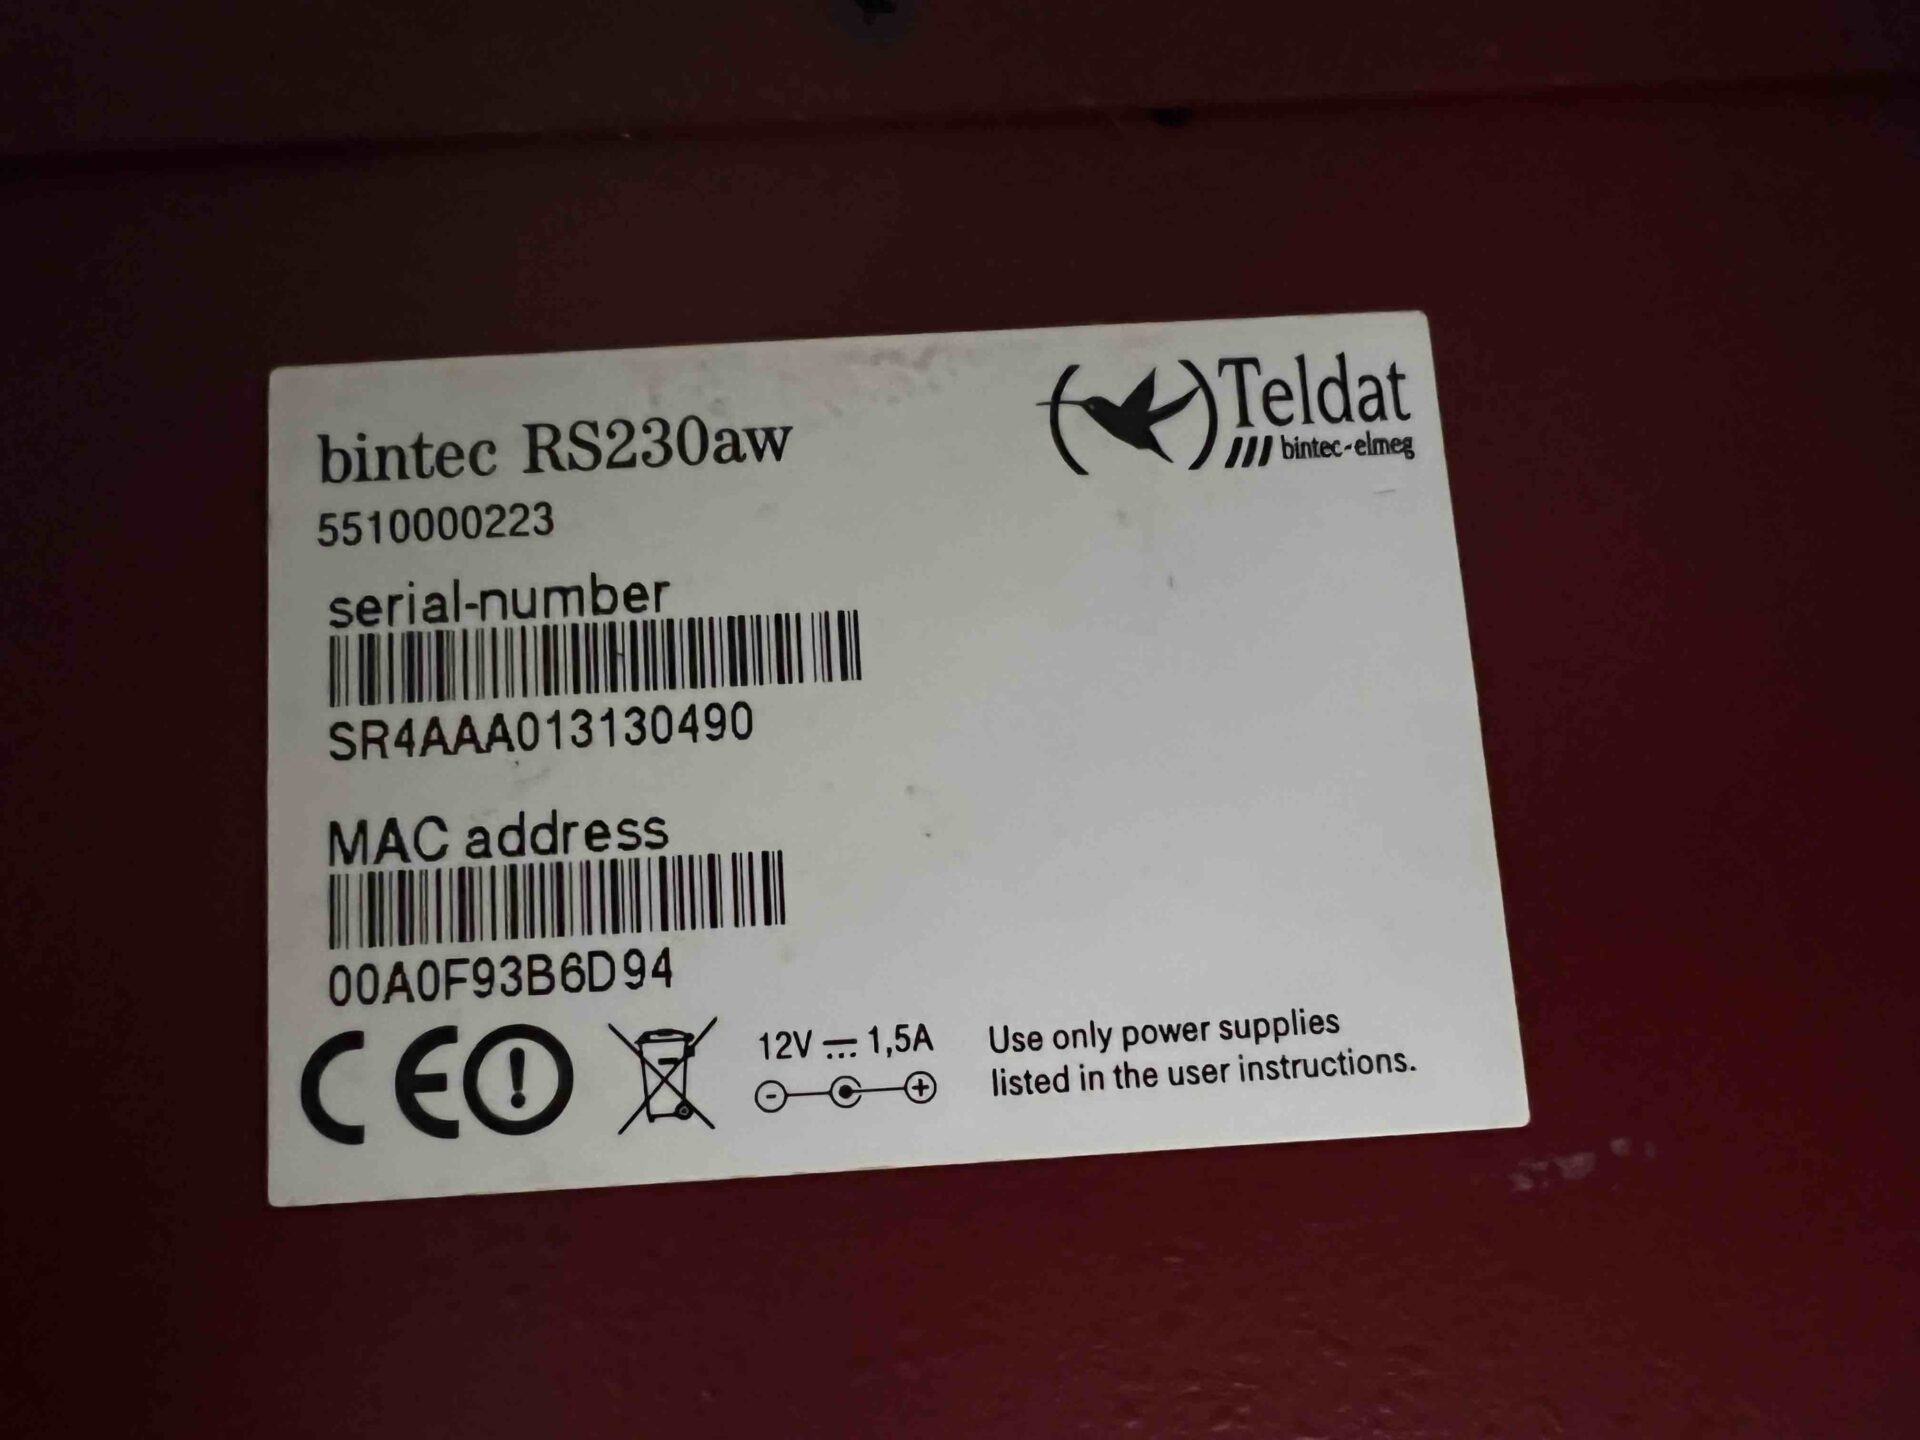 bintec RS230aw
Teldat
bintec-elmeg
5510000223
serial-number
SR4AAA013130490
MAC address
00A0F93B6D94
CE
12V ⎓ 1,5A
Use only power supplies
listed in the user instructions.